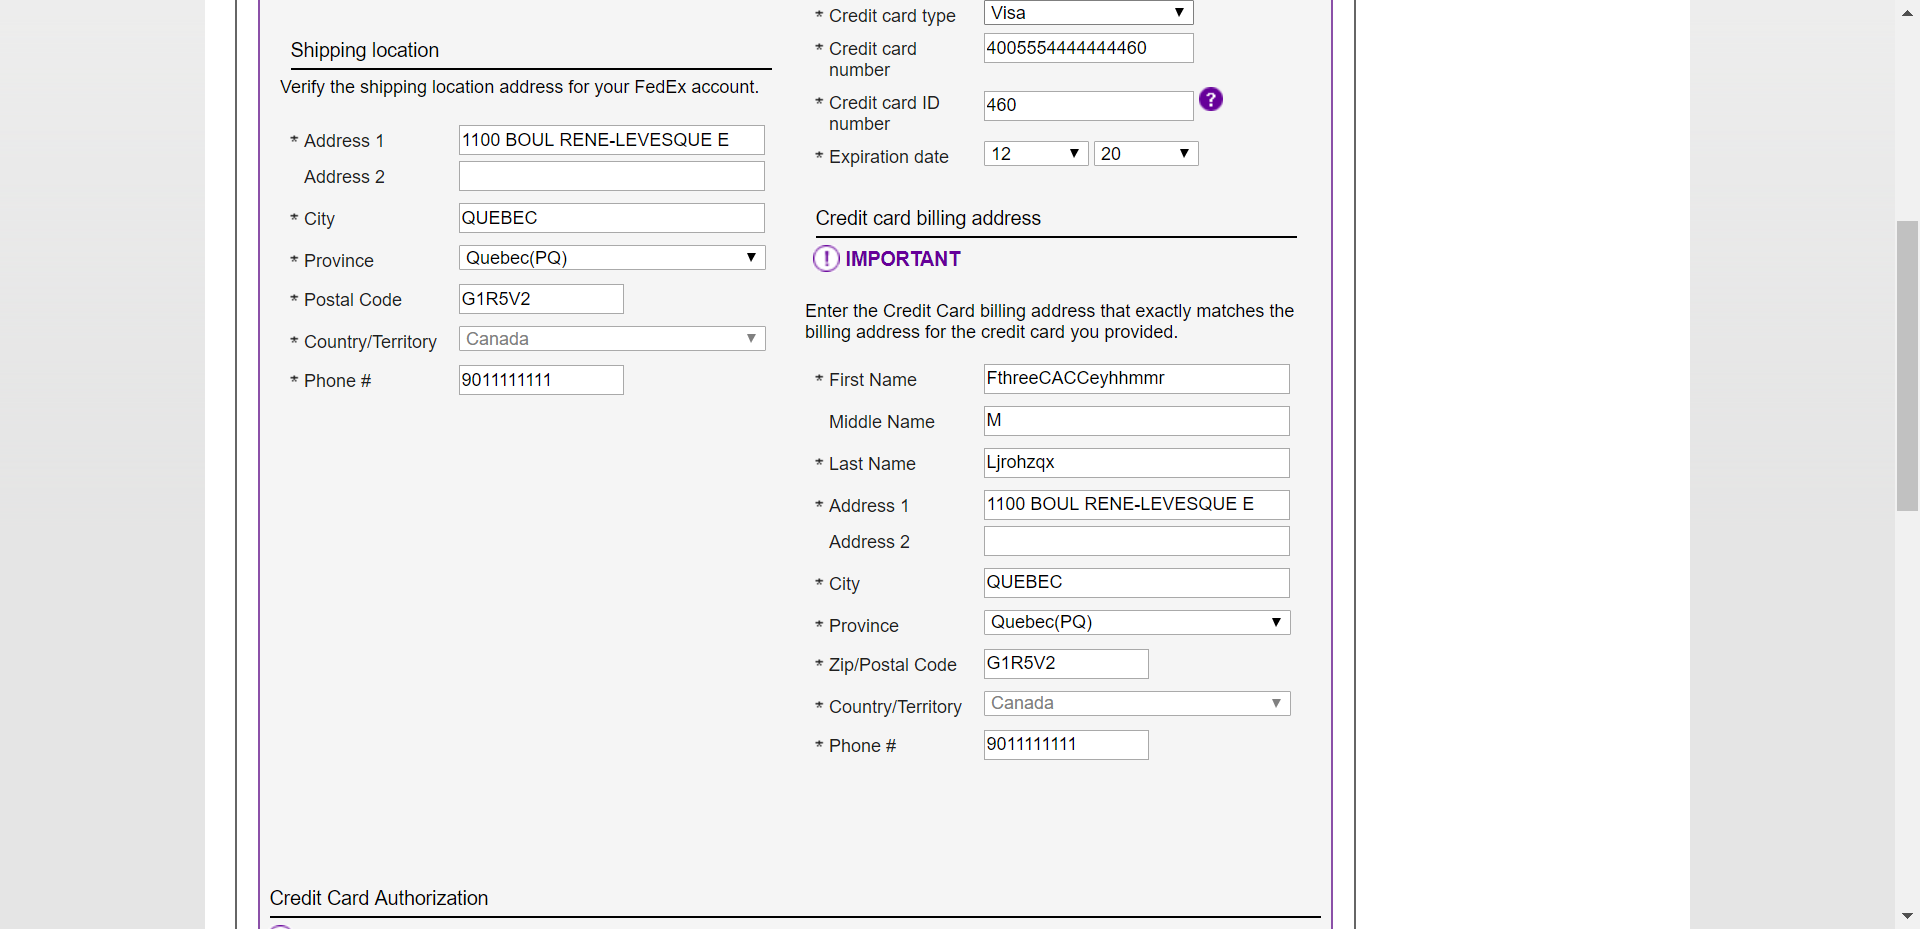 Shipping location
Verify the shipping location address for your FedEx account.
* Address 1 1100 BOUL RENE-LEVESQUE E
Address 2
* City QUEBEC
* Province Quebec(PQ)
* Postal Code G1R5V2
* Country/Territory Canada
* Phone # 9011111111
* Credit card type Visa
* Credit card number 4005554444444460
* Credit card ID number 460
?
* Expiration date 12 20
Credit card billing address
! IMPORTANT
Enter the Credit Card billing address that exactly matches the
billing address for the credit card you provided.
* First Name FthreeCACCeyhhmmr
Middle Name M
* Last Name Ljrohzqx
* Address 1 1100 BOUL RENE-LEVESQUE E
Address 2
* City QUEBEC
* Province Quebec(PQ)
* Zip/Postal Code G1R5V2
* Country/Territory Canada
* Phone # 9011111111
Credit Card Authorization